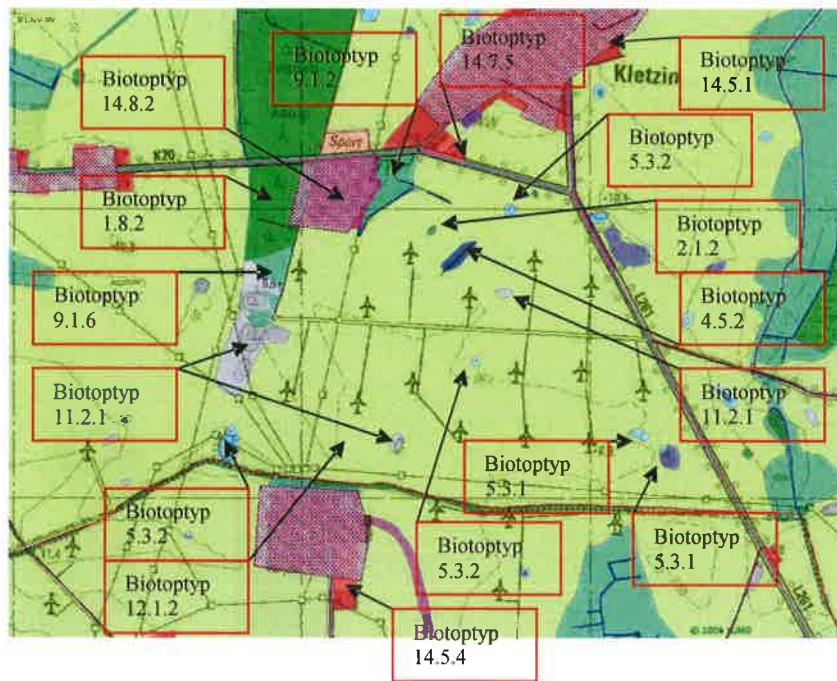 Biotoptyp
9.1.2
Biotoptyp
14.7.5
Kletzin
Biotoptyp
14.5.1
Biotoptyp
14.8.2
Biotoptyp
5.3.2
Sport
K20
Biotoptyp
1.8.2
Biotoptyp
2.1.2
Biotoptyp
9.1.6
L261
Biotoptyp
4.5.2
Biotoptyp
11.2.1
Biotoptyp
11.2.1
Biotoptyp
5.3.1
Biotoptyp
5.3.2
Biotoptyp
5.3.2
Biotoptyp
5.3.1
Biotoptyp
12.1.2
L261
Biotoptyp
14.5.4